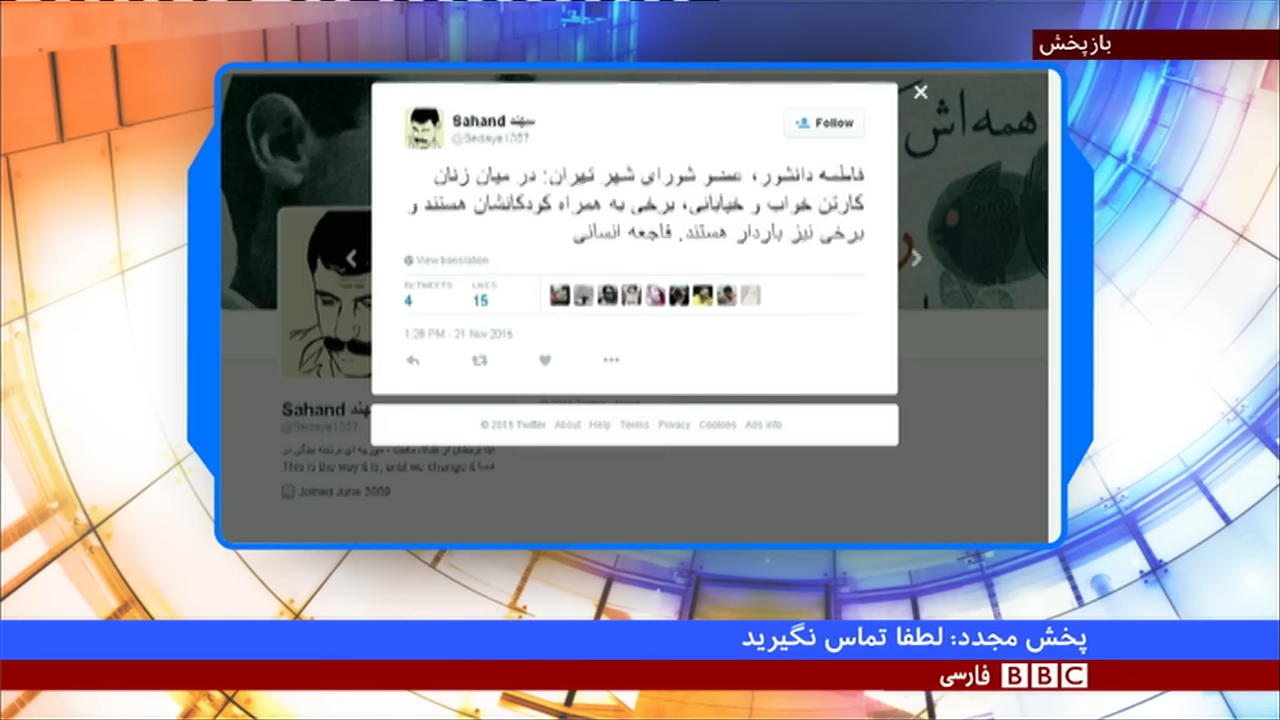 بازپخش
همه‌اش
Sahand سهند
Follow
فاطمه دانشور، عضو شورای شهر تهران: در میان زنان
کارتن خواب و خیابانی، برخی به همراه کودکانشان هستند و
برخی نیز باردار هستند. فاجعه انسانی
View translation
RETWEETS LIKES
4 15
1:28 PM - 21 Nov 2015
Sahand سهند
This is the way it is, until we change it
Joined June 2009
Twitter About Help Terms Privacy Cookies Ads info
پخش مجدد: لطفا تماس نگیرید
BBC فارسی